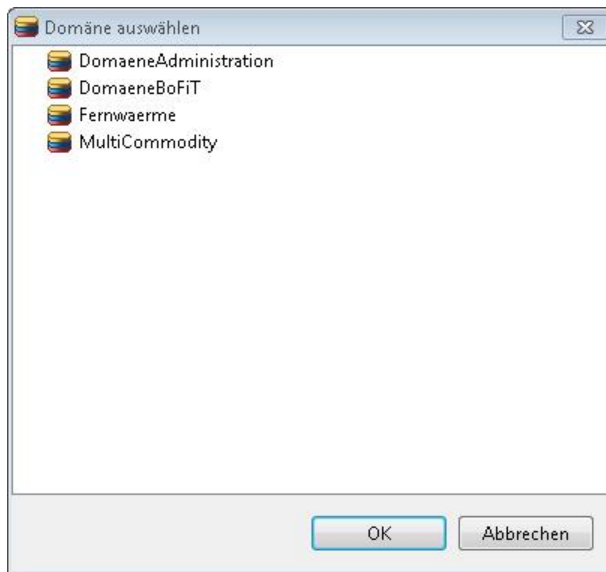 Domäne auswählen
DomaeneAdministration
DomaeneBoFiT
Fernwaerme
MultiCommodity
OK
Abbrechen